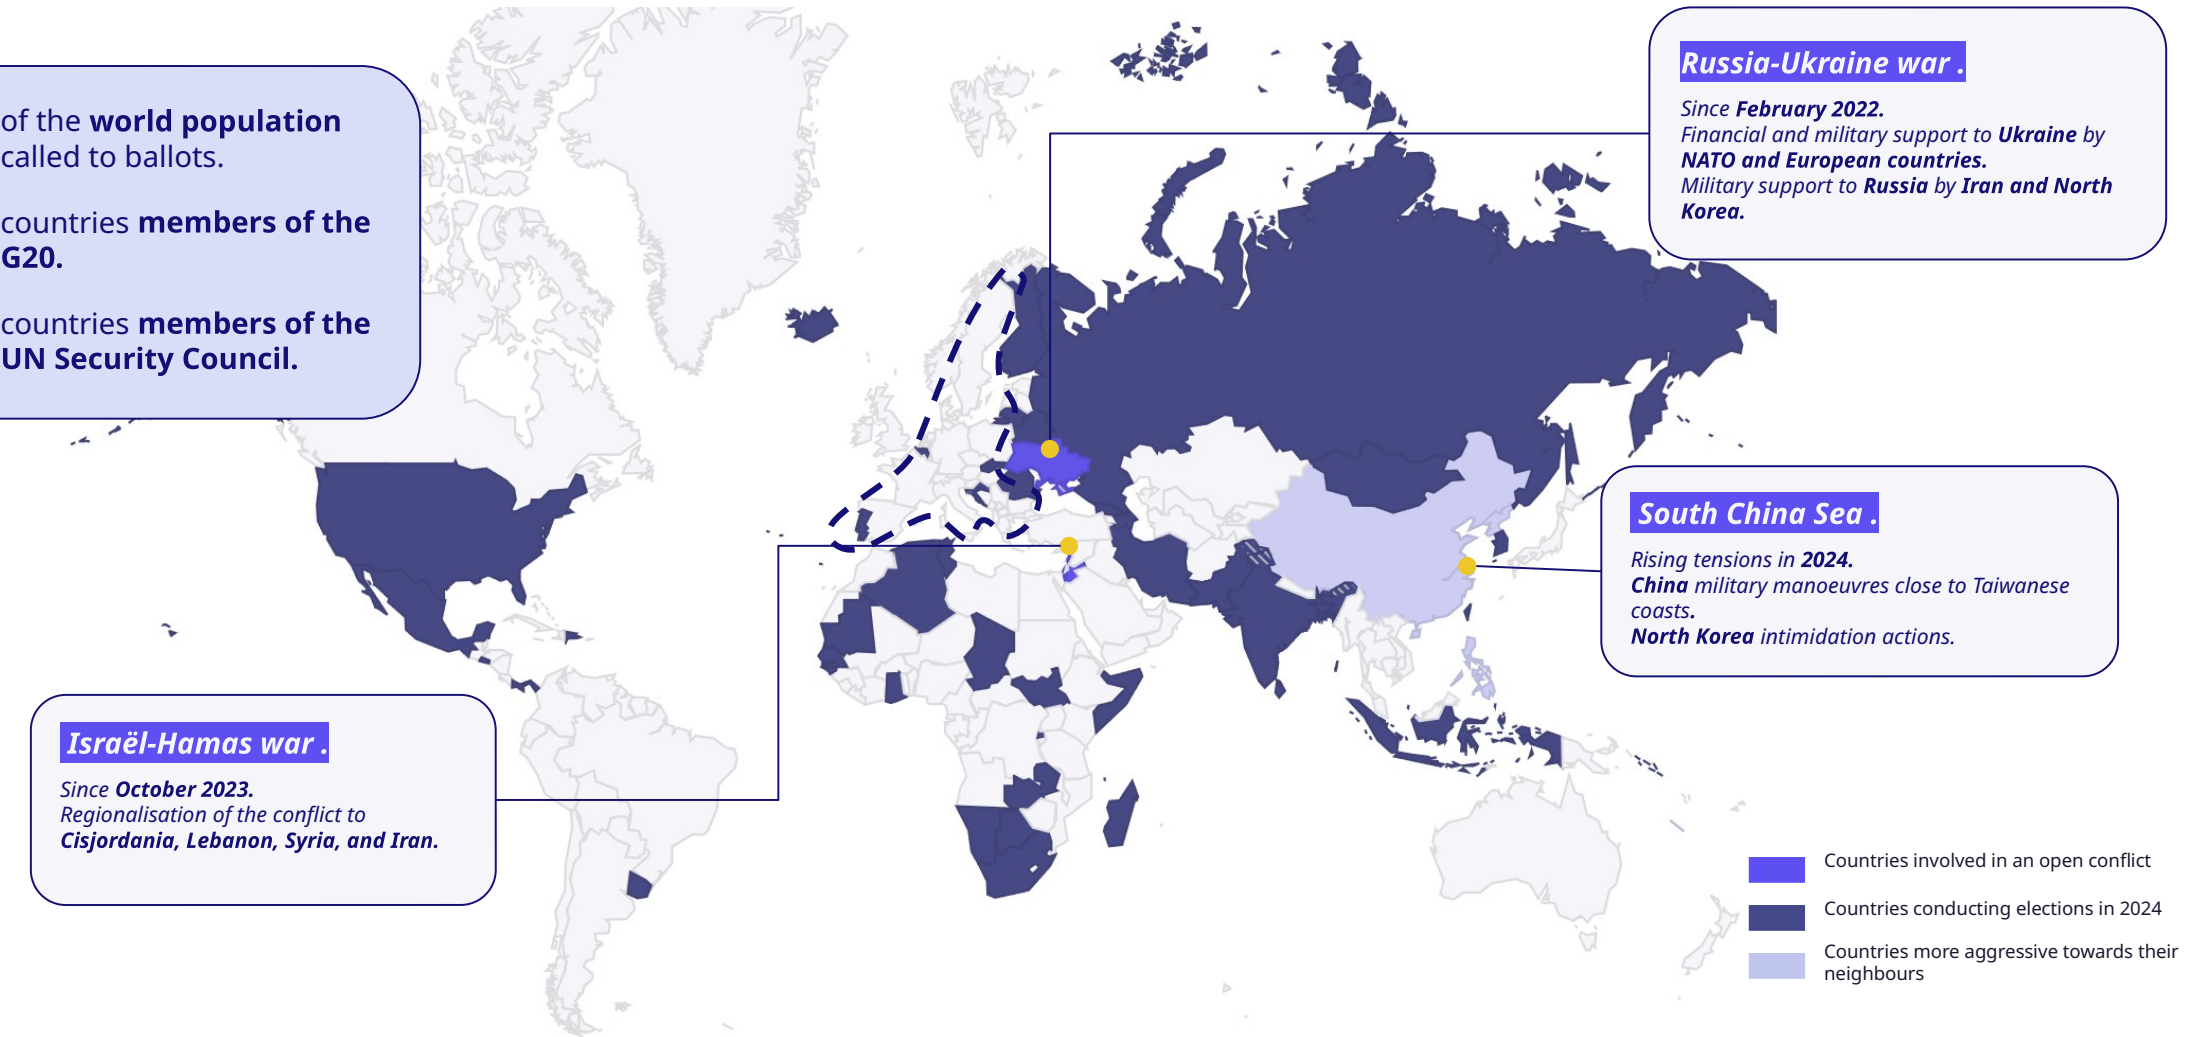 of the world population
called to ballots.
countries members of the
G20.
countries members of the
UN Security Council.
Russia-Ukraine war .
Since February 2022.
Financial and military support to Ukraine by
NATO and European countries.
Military support to Russia by Iran and North
Korea.
South China Sea .
Rising tensions in 2024.
China military manoeuvres close to Taiwanese
coasts.
North Korea intimidation actions.
Israël-Hamas war .
Since October 2023.
Regionalisation of the conflict to
Cisjordania, Lebanon, Syria, and Iran.
Countries involved in an open conflict
Countries conducting elections in 2024
Countries more aggressive towards their
neighbours